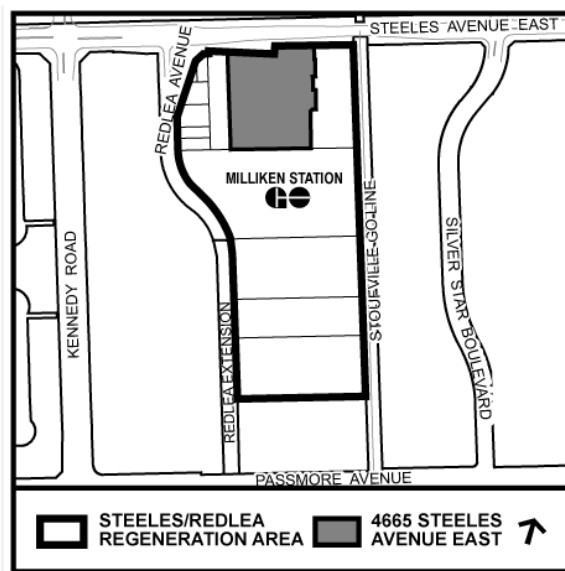 STEELES AVENUE EAST
REDLEA AVENUE
MILLIKEN STATION
GO
KENNEDY ROAD
REDLEA EXTENSION
STOUFFVILLE GO LINE
SILVER STAR BOULEVARD
PASSMORE AVENUE
STEELES/REDLEA
REGENERATION AREA
4665 STEELES
AVENUE EAST